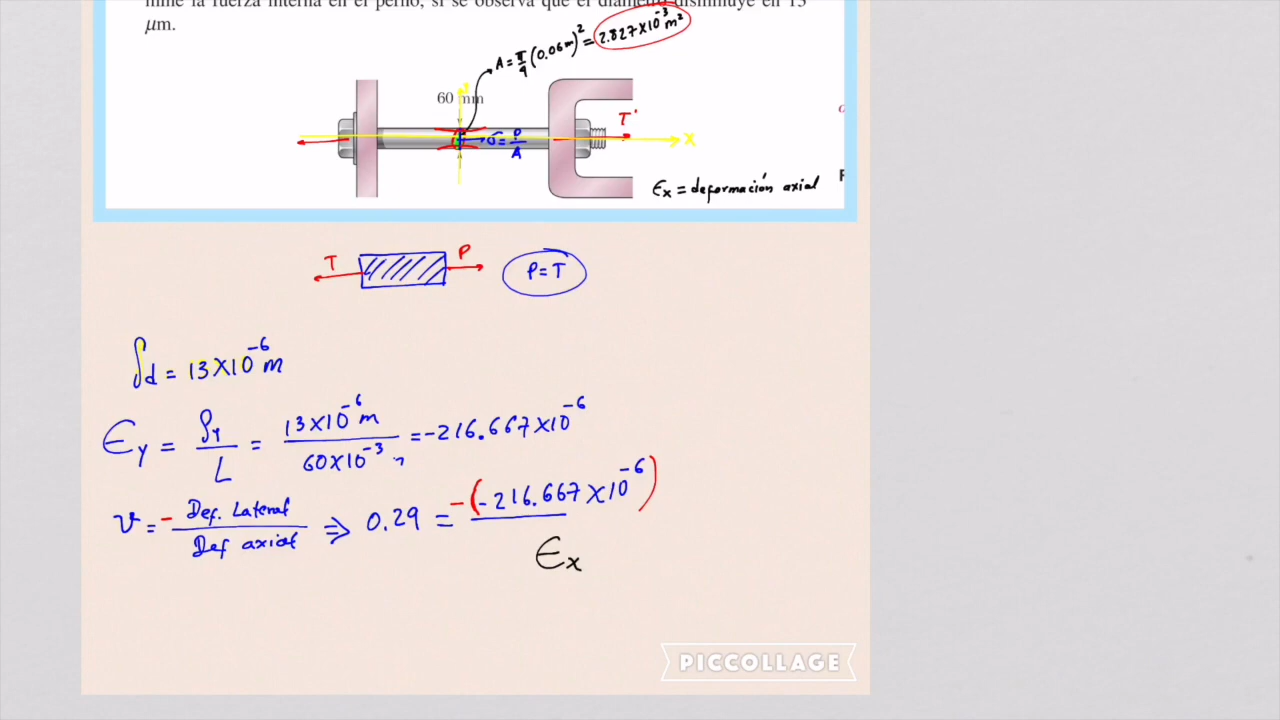 mine la fuerza interna en el perno, si se observa que el diámetro disminuye en 13
μm.
A = π/4 (0.06m)² = 2.827×10⁻³ m²
60 mm
y
T
σ = P/A
x
εx = deformación axial
T
P
P = T
δd = 13×10⁻⁶ m
εy = δy/L = 13×10⁻⁶ m / 60×10⁻³ = -216.667×10⁻⁶
ν = - Def. Lateral / Def axial ⇒ 0.29 = -(-216.667×10⁻⁶) / εx
PICCOLLAGE